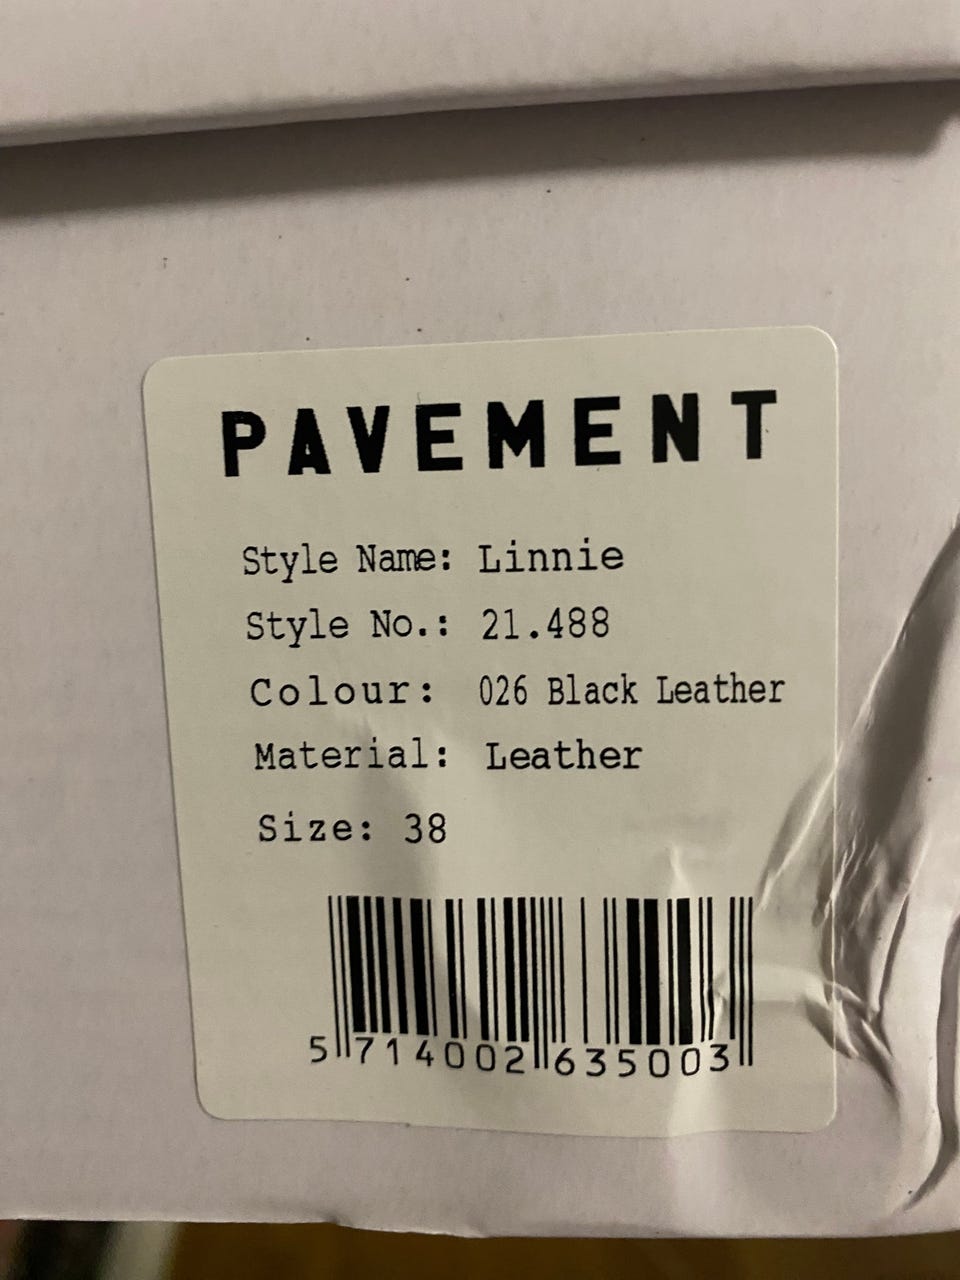 PAVEMENT
Style Name: Linnie
Style No.: 21.488
Colour: 026 Black Leather
Material: Leather
Size: 38
5 714002 635003